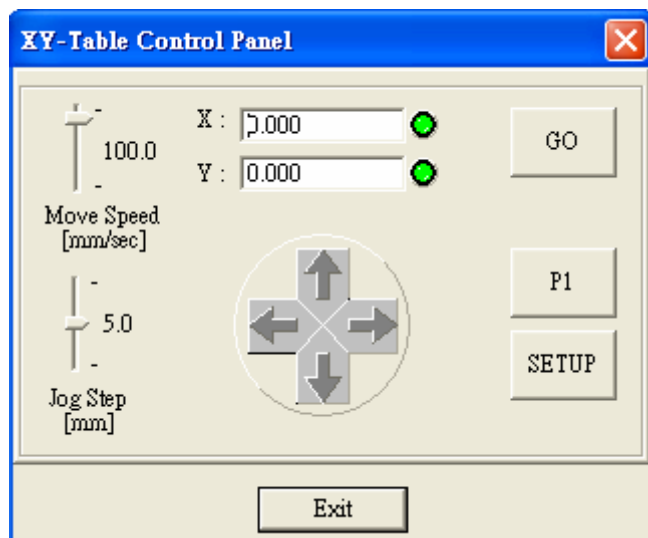 XY-Table Control Panel
100.0
Move Speed
[mm/sec]
X : 0.000
Y : 0.000
GO
5.0
Jog Step
[mm]
P1
SETUP
Exit